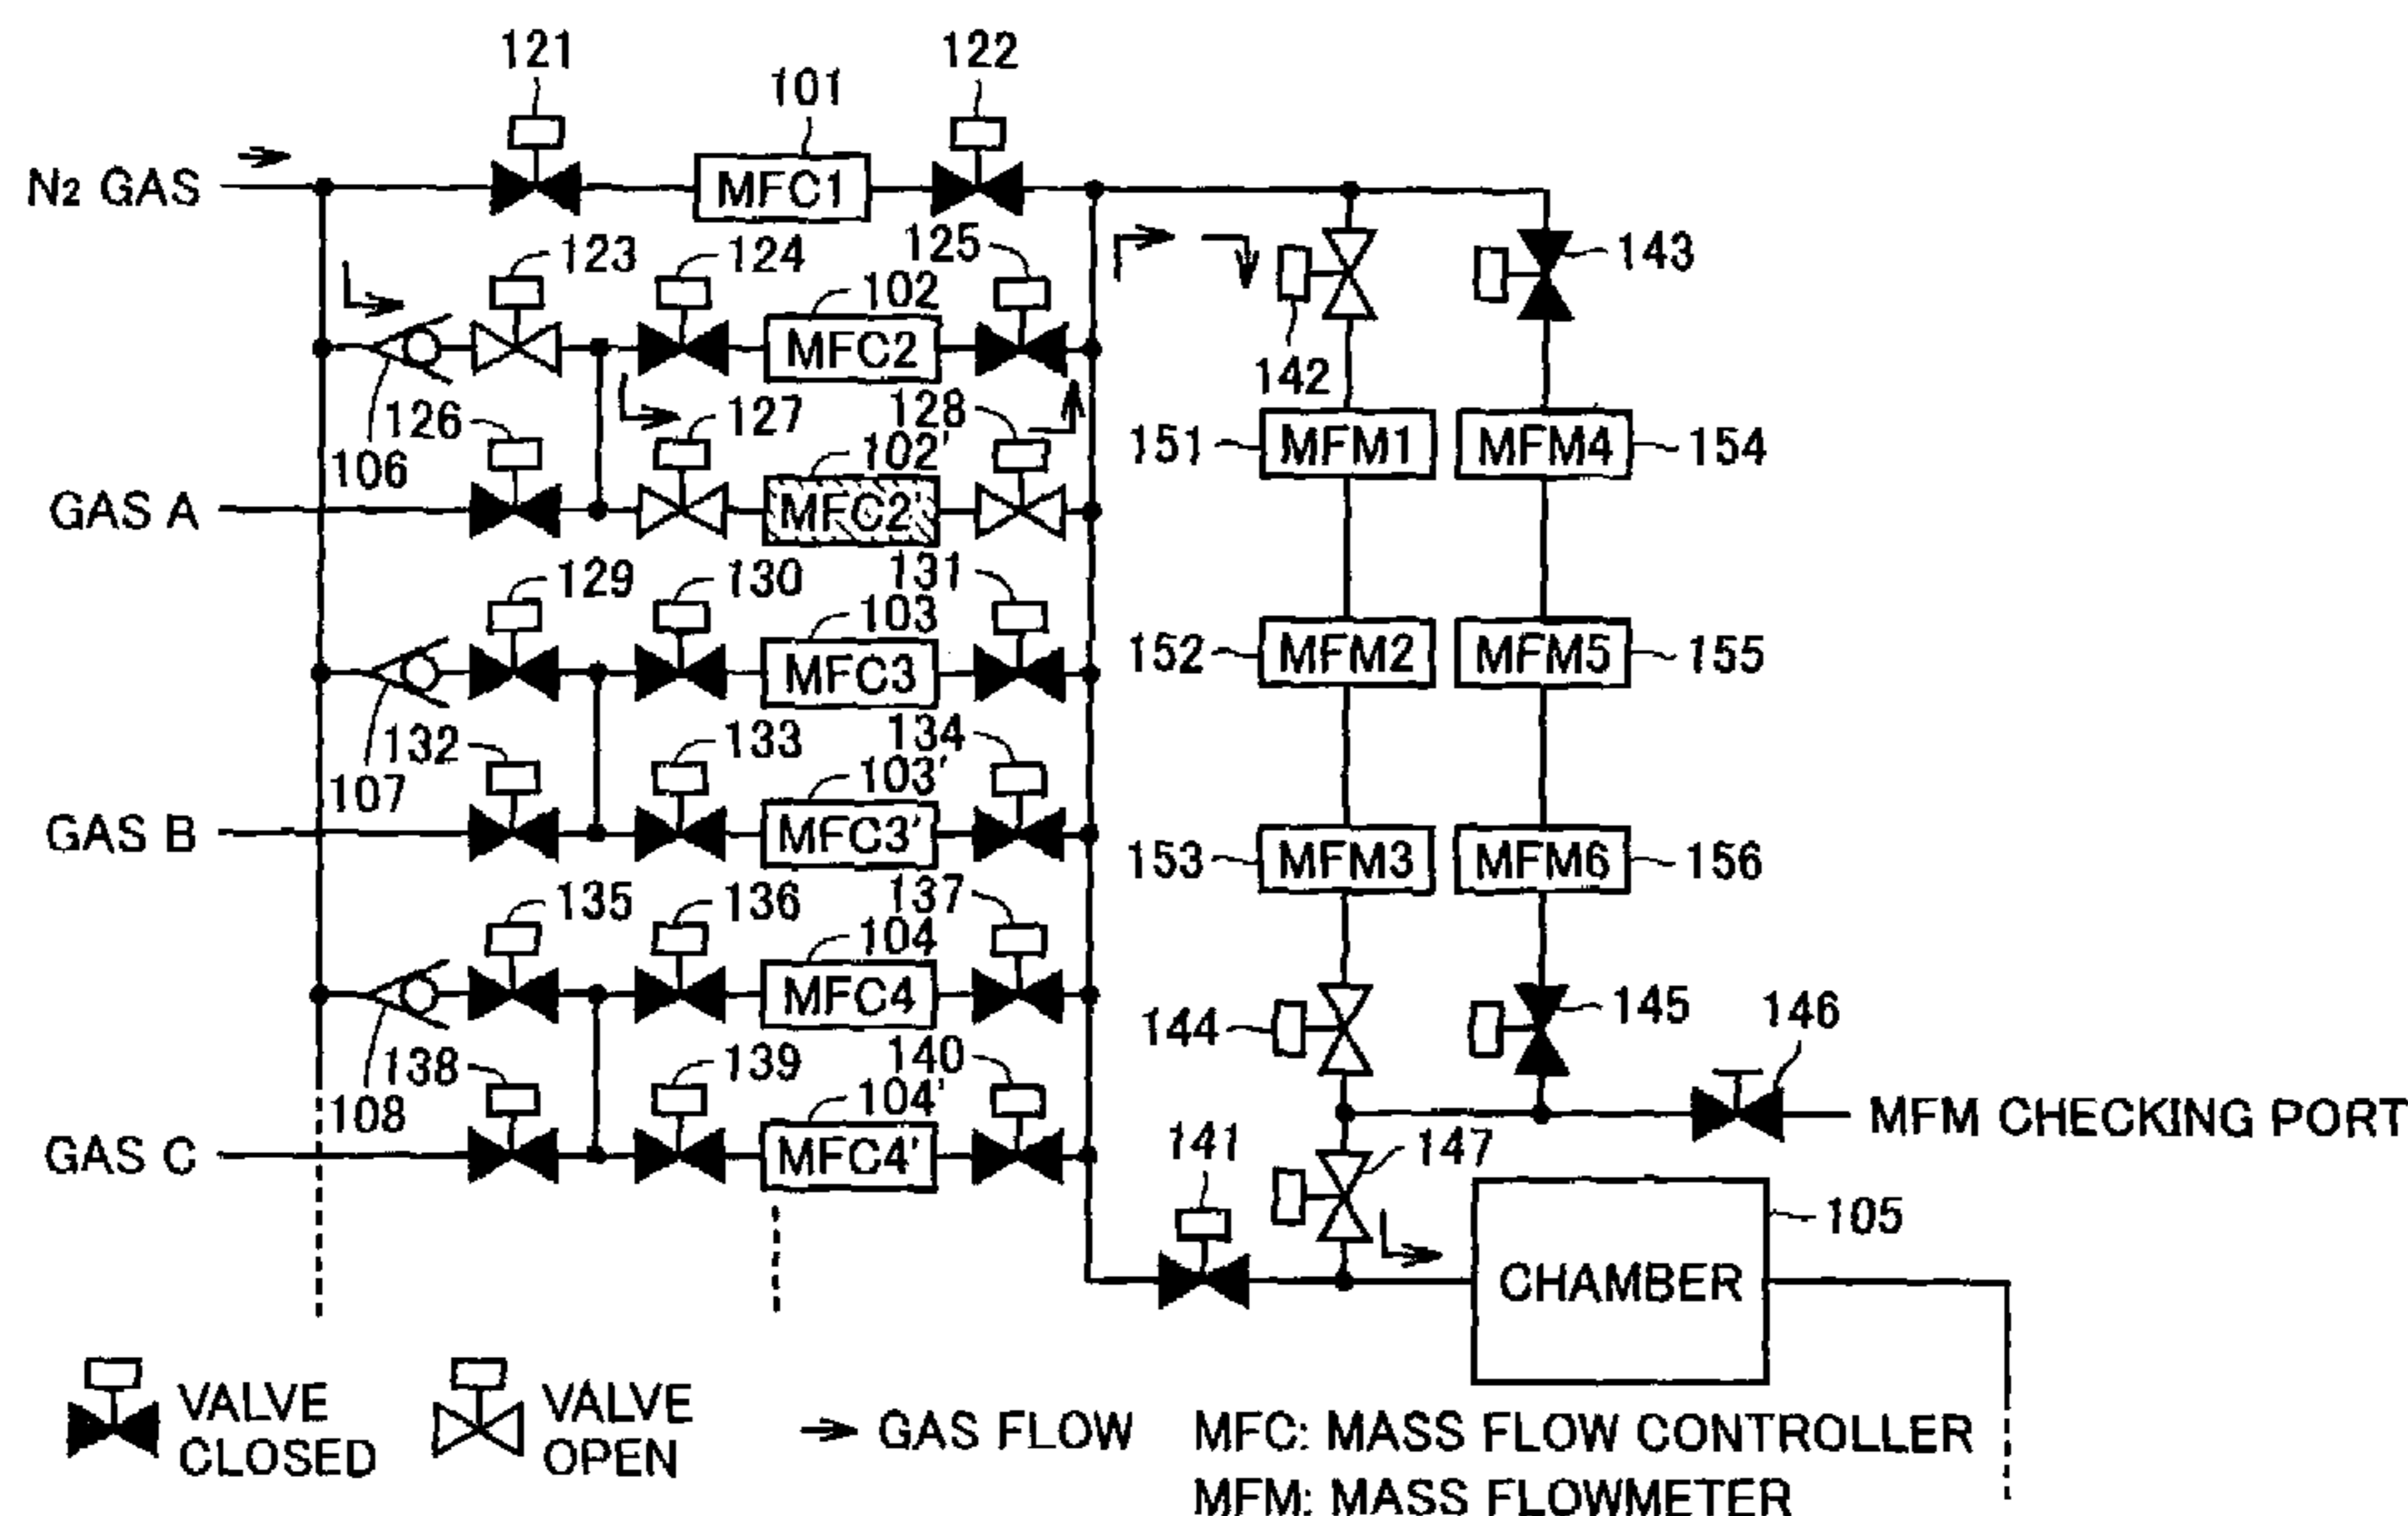 121
122
101
N2 GAS
MFC1
123
124
125
102
143
MFC2
142
126
127
128
102'
106
151
MFM1
MFM4
154
GAS A
MFC2'
129
130
131
103
152
MFM2
MFM5
155
MFC3
132
133
134
103'
107
GAS B
MFC3'
153
MFM3
MFM6
156
135
136
137
104
MFC4
144
145
146
138
139
140
104'
108
MFM CHECKING PORT
GAS C
MFC4'
141
147
105
CHAMBER
VALVE
CLOSED
VALVE
OPEN
GAS FLOW
MFC: MASS FLOW CONTROLLER
MFM: MASS FLOWMETER